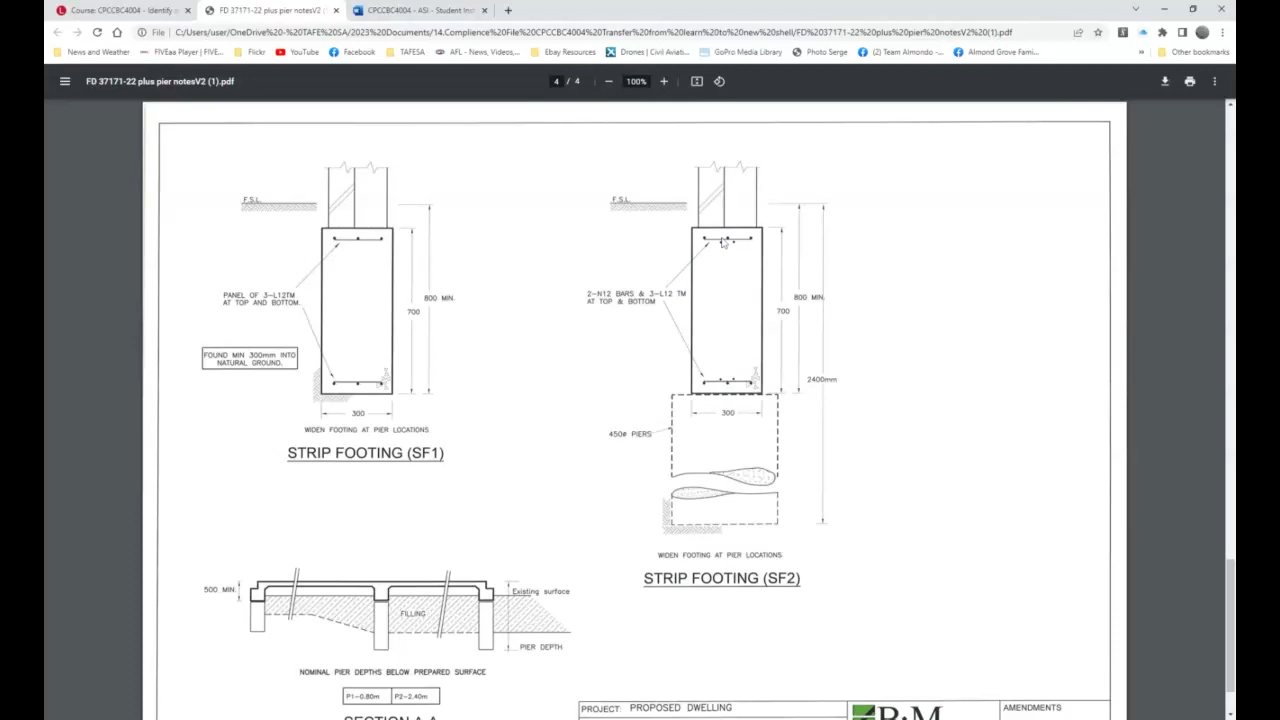 Course: CPCCBC4004 - Identify a
FD 37171-22 plus pier notesV2 (1)
CPCCBC4004 - ASI - Student Inst
File
C:/Users/user/OneDrive%20-%20TAFE%20SA/2023%20Documents/14.Complience%20File%20CPCCBC4004%20Transfer%20from%20learn%20to%20new%20shell/FD%2037171-22%20plus%20pier%20notesV2%20(1).pdf
News and Weather
FIVEaa Player | FIVE...
Flickr
YouTube
Facebook
TAFESA
AFL - News, Videos,...
Ebay Resources
Drones | Civil Aviati...
GoPro Media Library
Photo Serge
(2) Team Almondo -...
Almond Grove Fami...
»
Other bookmarks
FD 37171-22 plus pier notesV2 (1).pdf
4 / 4
100%
F.S.L.
PANEL OF 3-L12TM
AT TOP AND BOTTOM.
800 MIN.
700
FOUND MIN 300mm INTO
NATURAL GROUND.
300
WIDEN FOOTING AT PIER LOCATIONS
STRIP FOOTING (SF1)
F.S.L.
2-N12 BARS & 3-L12 TM
AT TOP & BOTTOM
800 MIN.
700
2400mm
300
450ø PIERS
WIDEN FOOTING AT PIER LOCATIONS
STRIP FOOTING (SF2)
500 MIN.
Existing surface
FILLING
PIER DEPTH
NOMINAL PIER DEPTHS BELOW PREPARED SURFACE
P1-0.80m P2-2.40m
SECTION A-A
PROJECT: PROPOSED DWELLING
AMENDMENTS